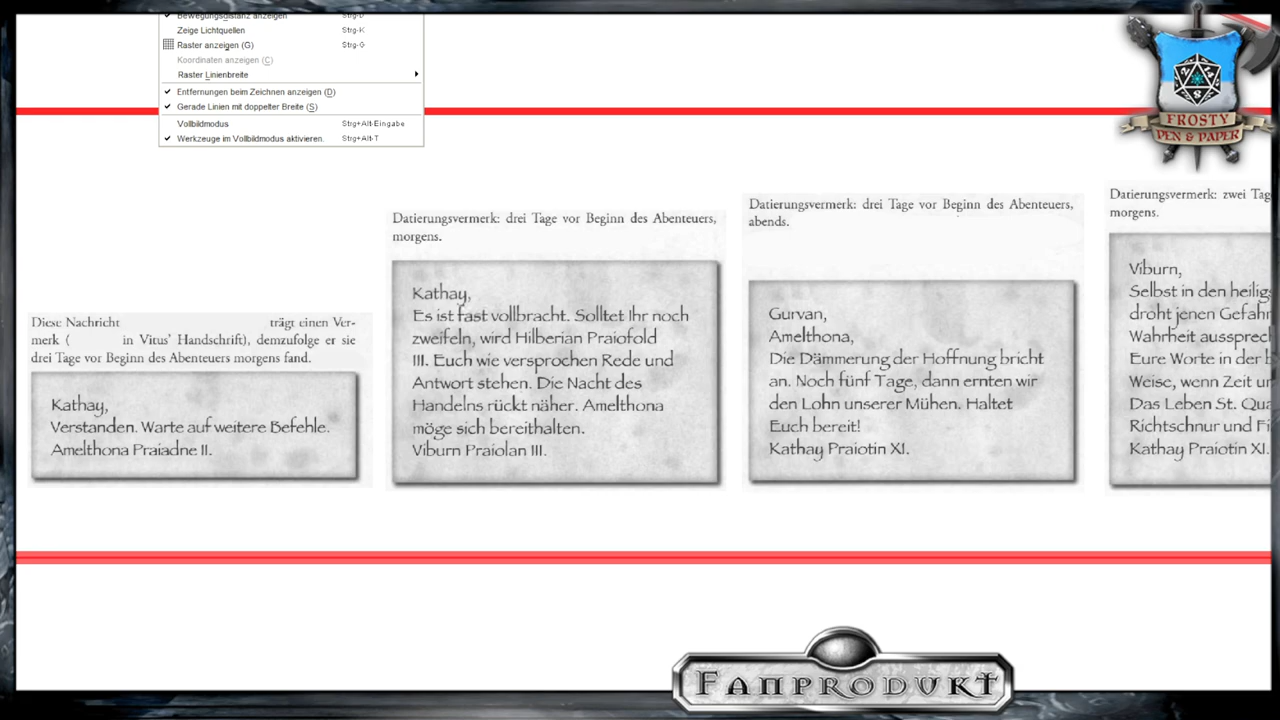 Bewegungsdistanz anzeigen Strg-D
Zeige Lichtquellen Strg-K
Raster anzeigen (G) Strg-G
Koordinaten anzeigen (C)
Raster Linienbreite
Entfernungen beim Zeichnen anzeigen (D)
Gerade Linien mit doppelter Breite (S)
Vollbildmodus Strg+Alt-Eingabe
Werkzeuge im Vollbildmodus aktivieren. Strg+Alt-T
FROSTY
PEN & PAPER
Diese Nachricht trägt einen Ver-
merk ( in Vitus' Handschrift), demzufolge er sie
drei Tage vor Beginn des Abenteuers morgens fand.
Kathay,
Verstanden. Warte auf weitere Befehle.
Amelthona Praiadne II.
Datierungsvermerk: drei Tage vor Beginn des Abenteuers,
morgens.
Kathay,
Es ist fast vollbracht. Solltet Ihr noch
zweifeln, wird Hilberian Praiofold
III. Euch wie versprochen Rede und
Antwort stehen. Die Nacht des
Handelns rückt näher. Amelthona
möge sich bereithalten.
Viburn Praiolan III.
Datierungsvermerk: drei Tage vor Beginn des Abenteuers,
abends.
Gurvan,
Amelthona,
Die Dämmerung der Hoffnung bricht
an. Noch fünf Tage, dann ernten wir
den Lohn unserer Mühen. Haltet
Euch bereit!
Kathay Praiotin XI.
Datierungsvermerk: zwei Tag
morgens.
Viburn,
Selbst in den heilig
droht jenen Gefahr
Wahrheit aussprec
Eure Worte in der
Weise, wenn Zeit
Das Leben St.
Richtschnur und
Kathay Praiotin XI.
FANPRODUKT